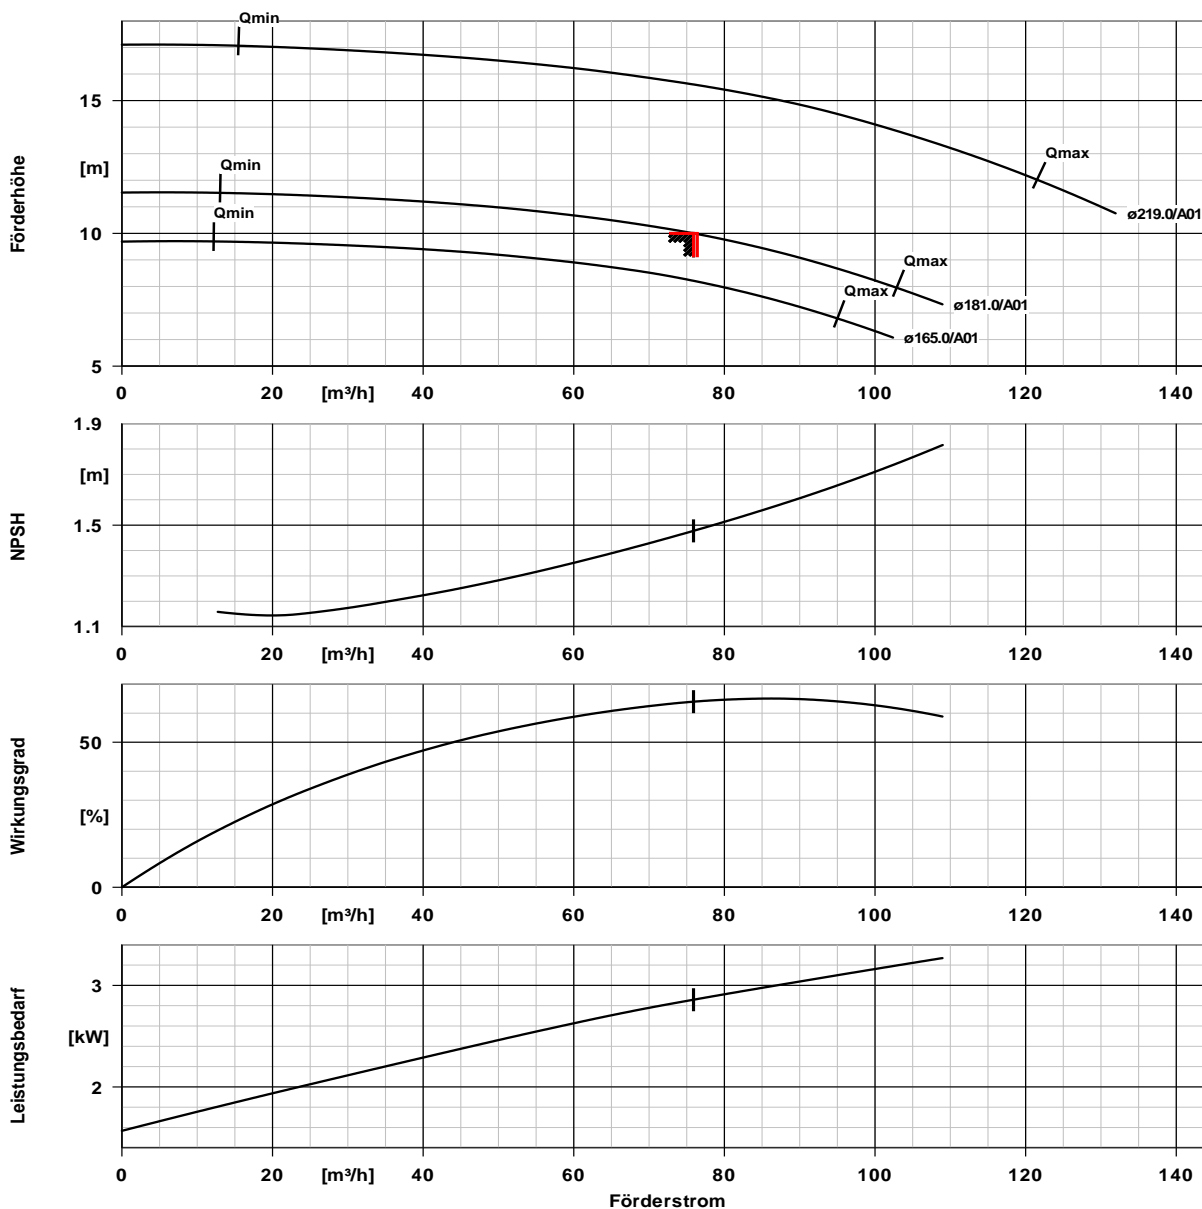 Qmin
15
Qmax
[m]
Qmin
Förderhöhe
ø219.0/A01
Qmin
10
Qmax
Qmax
ø181.0/A01
ø165.0/A01
5
0 20 [m³/h] 40 60 80 100 120 140
1.9
[m]
NPSH
1.5
1.1
0 20 [m³/h] 40 60 80 100 120 140
50
Wirkungsgrad
[%]
0
0 20 [m³/h] 40 60 80 100 120 140
3
Leistungsbedarf
[kW]
2
0 20 [m³/h] 40 60 80 100 120 140
Förderstrom